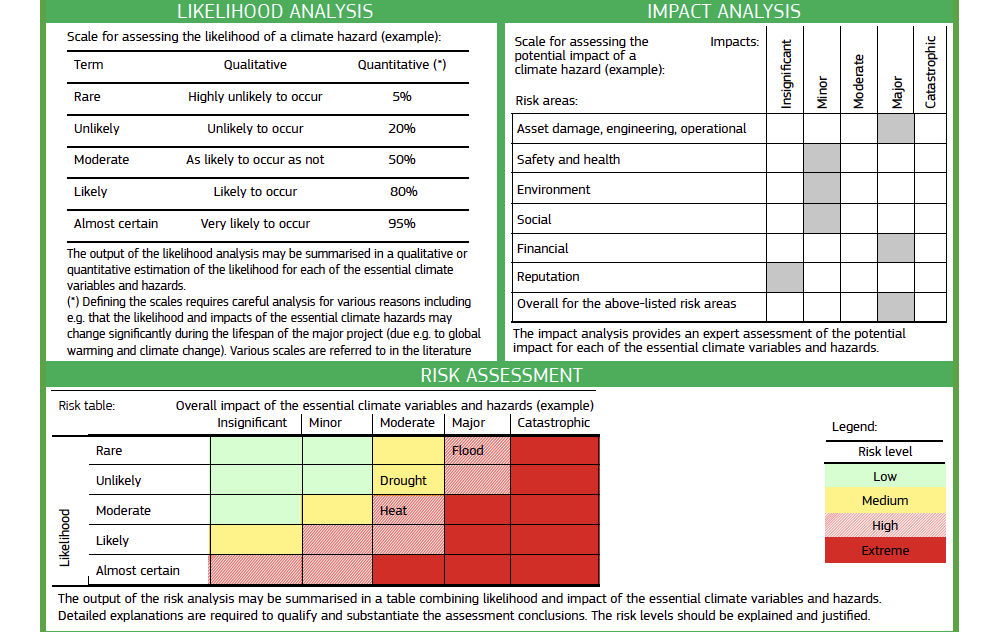 LIKELIHOOD ANALYSIS
Scale for assessing the likelihood of a climate hazard (example):
Term Qualitative Quantitative (*)
Rare Highly unlikely to occur 5%
Unlikely Unlikely to occur 20%
Moderate As likely to occur as not 50%
Likely Likely to occur 80%
Almost certain Very likely to occur 95%
The output of the likelihood analysis may be summarised in a qualitative or
quantitative estimation of the likelihood for each of the essential climate
variables and hazards.
(*) Defining the scales requires careful analysis for various reasons including
e.g. that the likelihood and impacts of the essential climate hazards may
change significantly during the lifespan of the major project (due e.g. to global
warming and climate change). Various scales are referred to in the literature
IMPACT ANALYSIS
Scale for assessing the
potential impact of a
climate hazard (example):
Impacts:
Insignificant
Minor
Moderate
Major
Catastrophic
Risk areas:
Asset damage, engineering, operational
Safety and health
Environment
Social
Financial
Reputation
Overall for the above-listed risk areas
The impact analysis provides an expert assessment of the potential
impact for each of the essential climate variables and hazards.
RISK ASSESSMENT
Risk table: Overall impact of the essential climate variables and hazards (example)
Insignificant Minor Moderate Major Catastrophic
Likelihood
Rare Flood
Unlikely Drought
Moderate Heat
Likely
Almost certain
Legend:
Risk level
Low
Medium
High
Extreme
The output of the risk analysis may be summarised in a table combining likelihood and impact of the essential climate variables and hazards.
Detailed explanations are required to qualify and substantiate the assessment conclusions. The risk levels should be explained and justified.